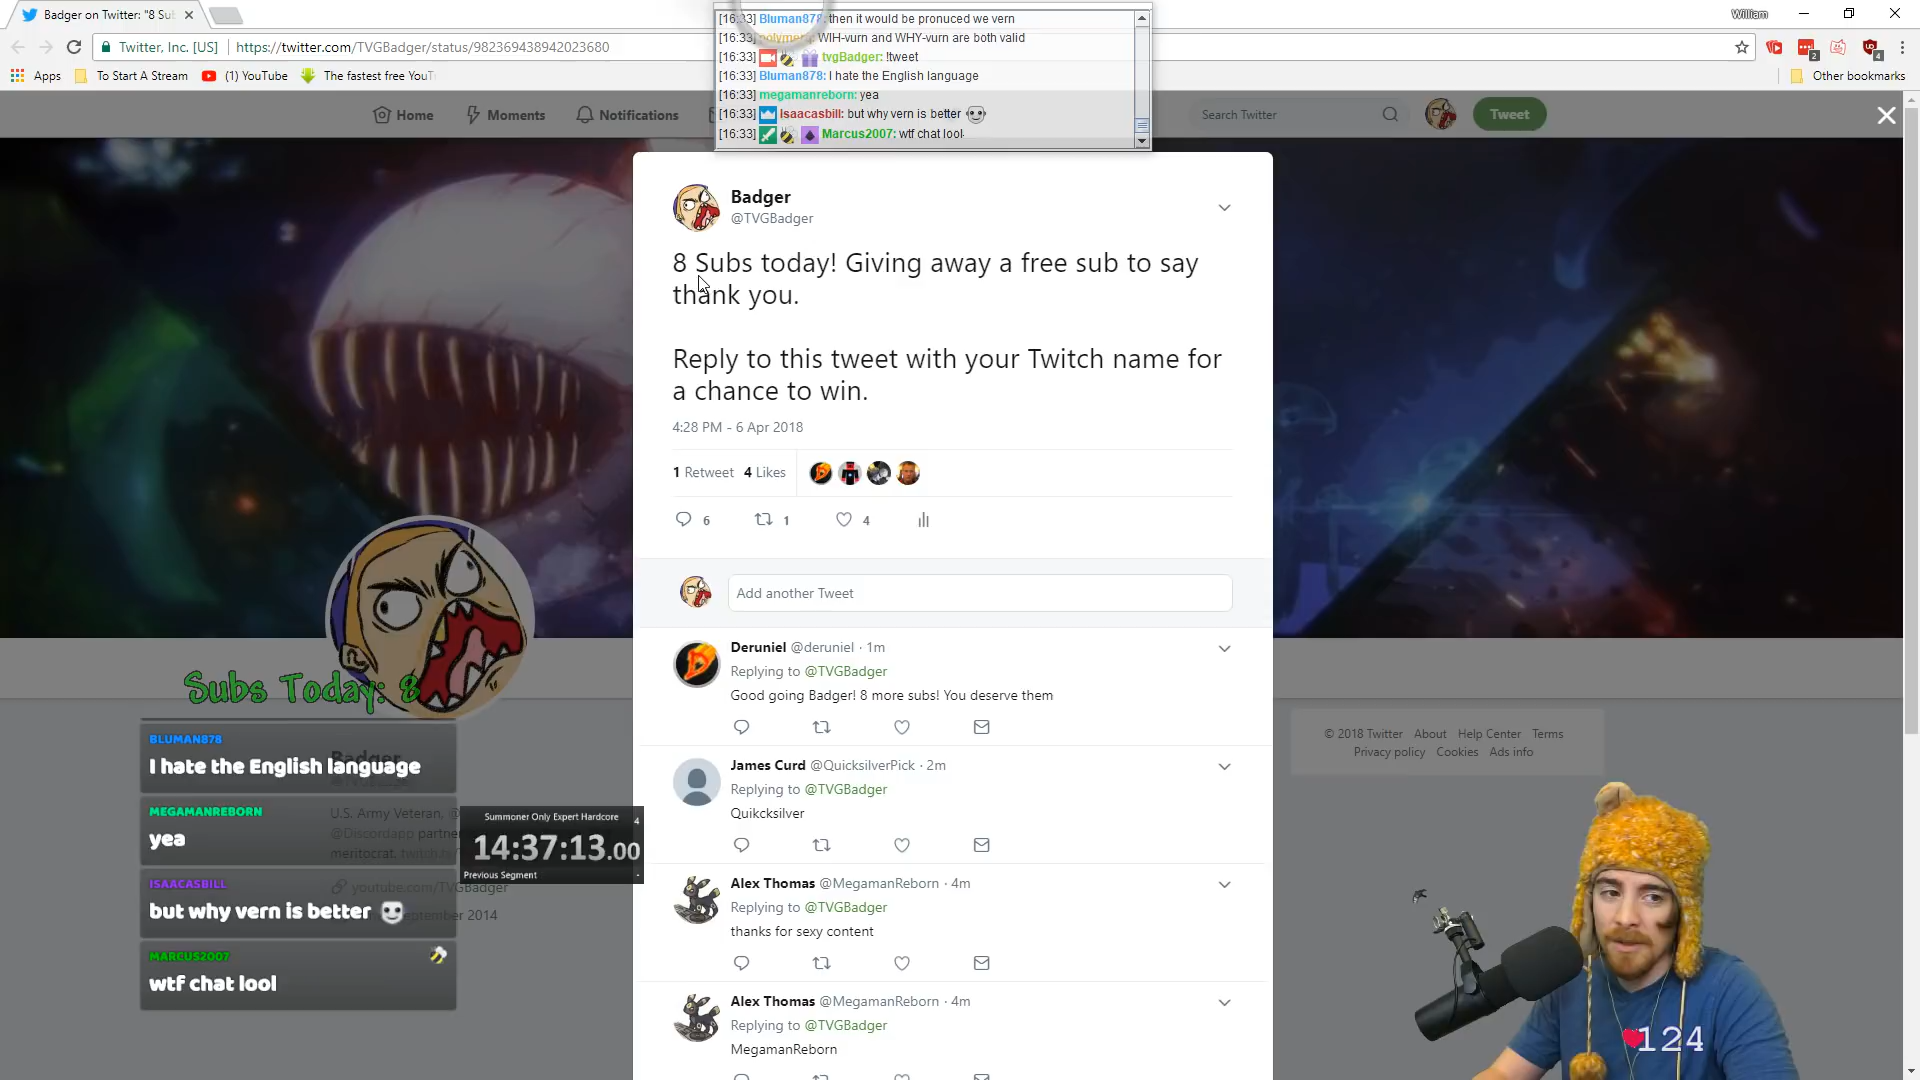 Badger on Twitter: "8 Sub
William
Twitter, Inc. [US] https://twitter.com/TVGBadger/status/982369438942023680
Apps To Start A Stream (1) YouTube The fastest free YouT
Other bookmarks
[16:33] Bluman878: then it would be pronuced we vern
WIH-vurn and WHY-vurn are both valid
[16:33] tvgBadger: !tweet
[16:33] Bluman878: I hate the English language
[16:33] megamanreborn: yea
[16:33] Isaacasbill: but why vern is better
[16:33] Marcus2007: wtf chat lool
Home Moments Notifications
Search Twitter
Tweet
Badger
@TVGBadger
8 Subs today! Giving away a free sub to say
thank you.
Reply to this tweet with your Twitch name for
a chance to win.
4:28 PM - 6 Apr 2018
1 Retweet 4 Likes
6 1 4
Add another Tweet
Deruniel @deruniel · 1m
Replying to @TVGBadger
Good going Badger! 8 more subs! You deserve them
James Curd @QuicksilverPick · 2m
Replying to @TVGBadger
Quikcksilver
Alex Thomas @MegamanReborn · 4m
Replying to @TVGBadger
thanks for sexy content
Alex Thomas @MegamanReborn · 4m
Replying to @TVGBadger
MegamanReborn
Subs Today: 8
BLUMAN878
I hate the English language
MEGAMANREBORN
yea
ISAACASBILL
but why vern is better
MARCUS2007
wtf chat lool
Badger
U.S. Army Veteran,
@Discordapp partner
meritocrat. twitch.tv/
youtube.com/TVGBadger
September 2014
Summoner Only Expert Hardcore
4
14:37:13.00
Previous Segment -
© 2018 Twitter About Help Center Terms
Privacy policy Cookies Ads info
124